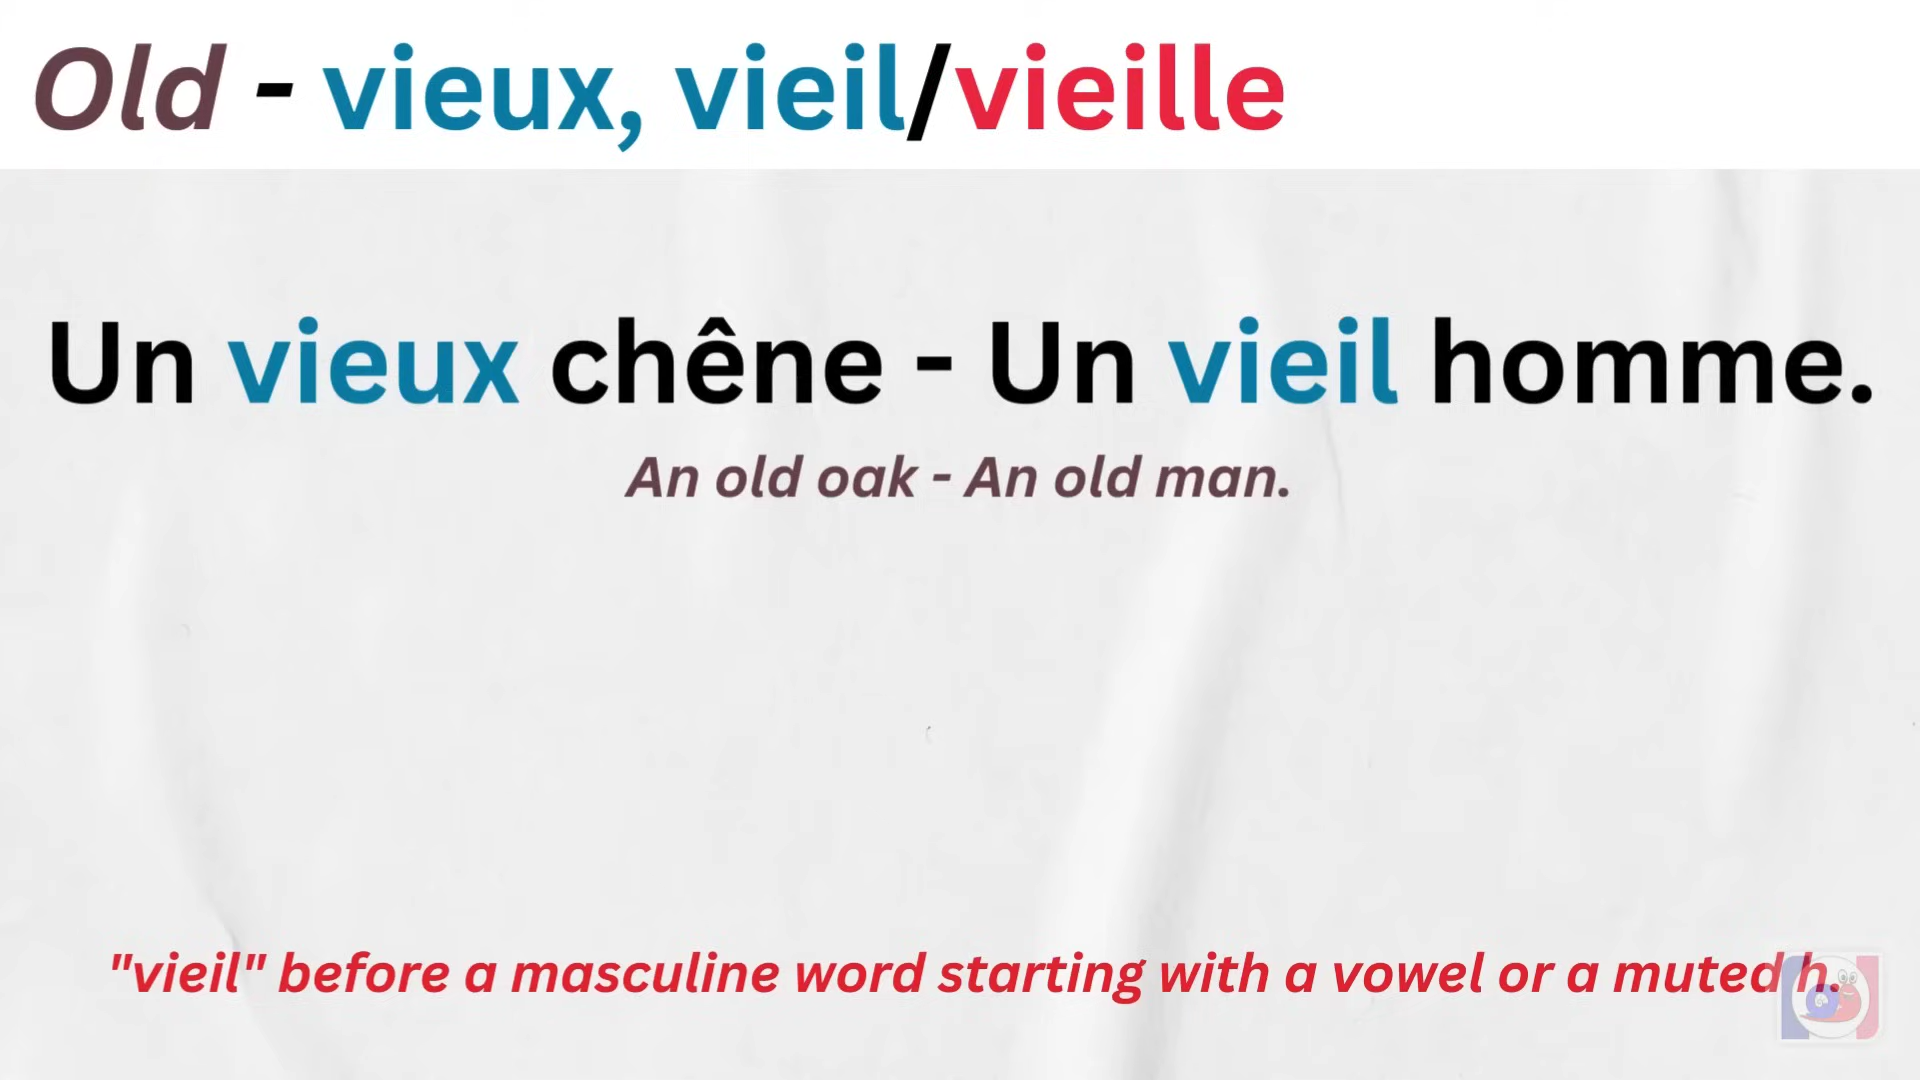 Old - vieux, vieil/vieille
Un vieux chêne - Un vieil homme.
An old oak - An old man.
"vieil" before a masculine word starting with a vowel or a muted h.